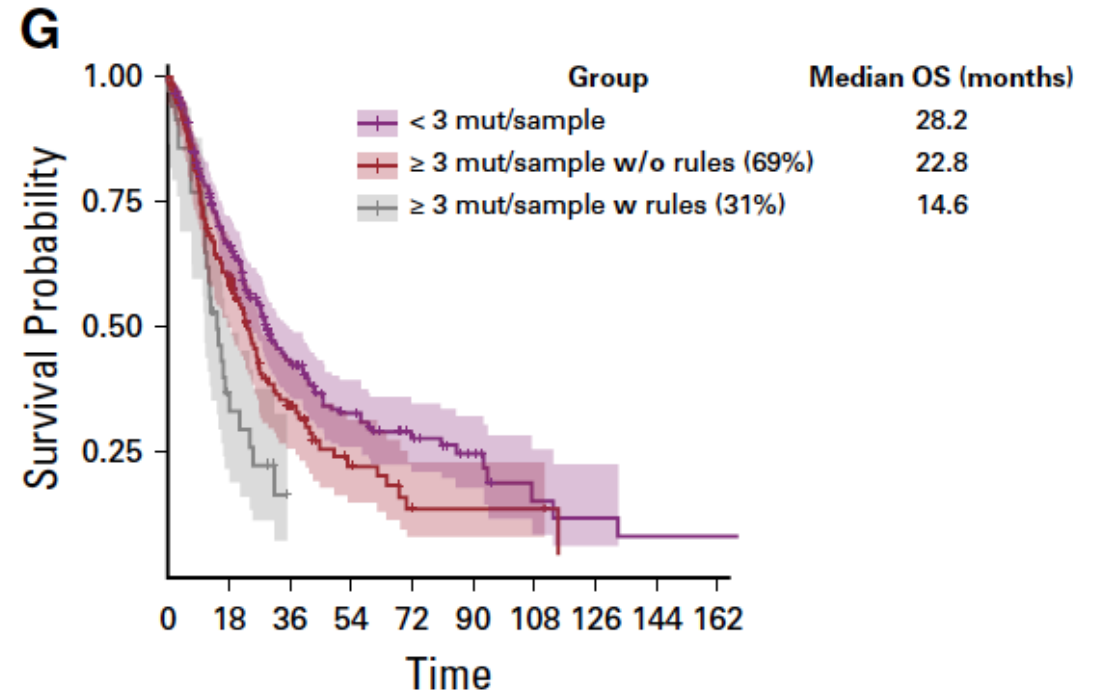 G
Group Median OS (months)
< 3 mut/sample 28.2
≥ 3 mut/sample w/o rules (69%) 22.8
≥ 3 mut/sample w rules (31%) 14.6
Survival Probability
1.00
0.75
0.50
0.25
0 18 36 54 72 90 108 126 144 162
Time